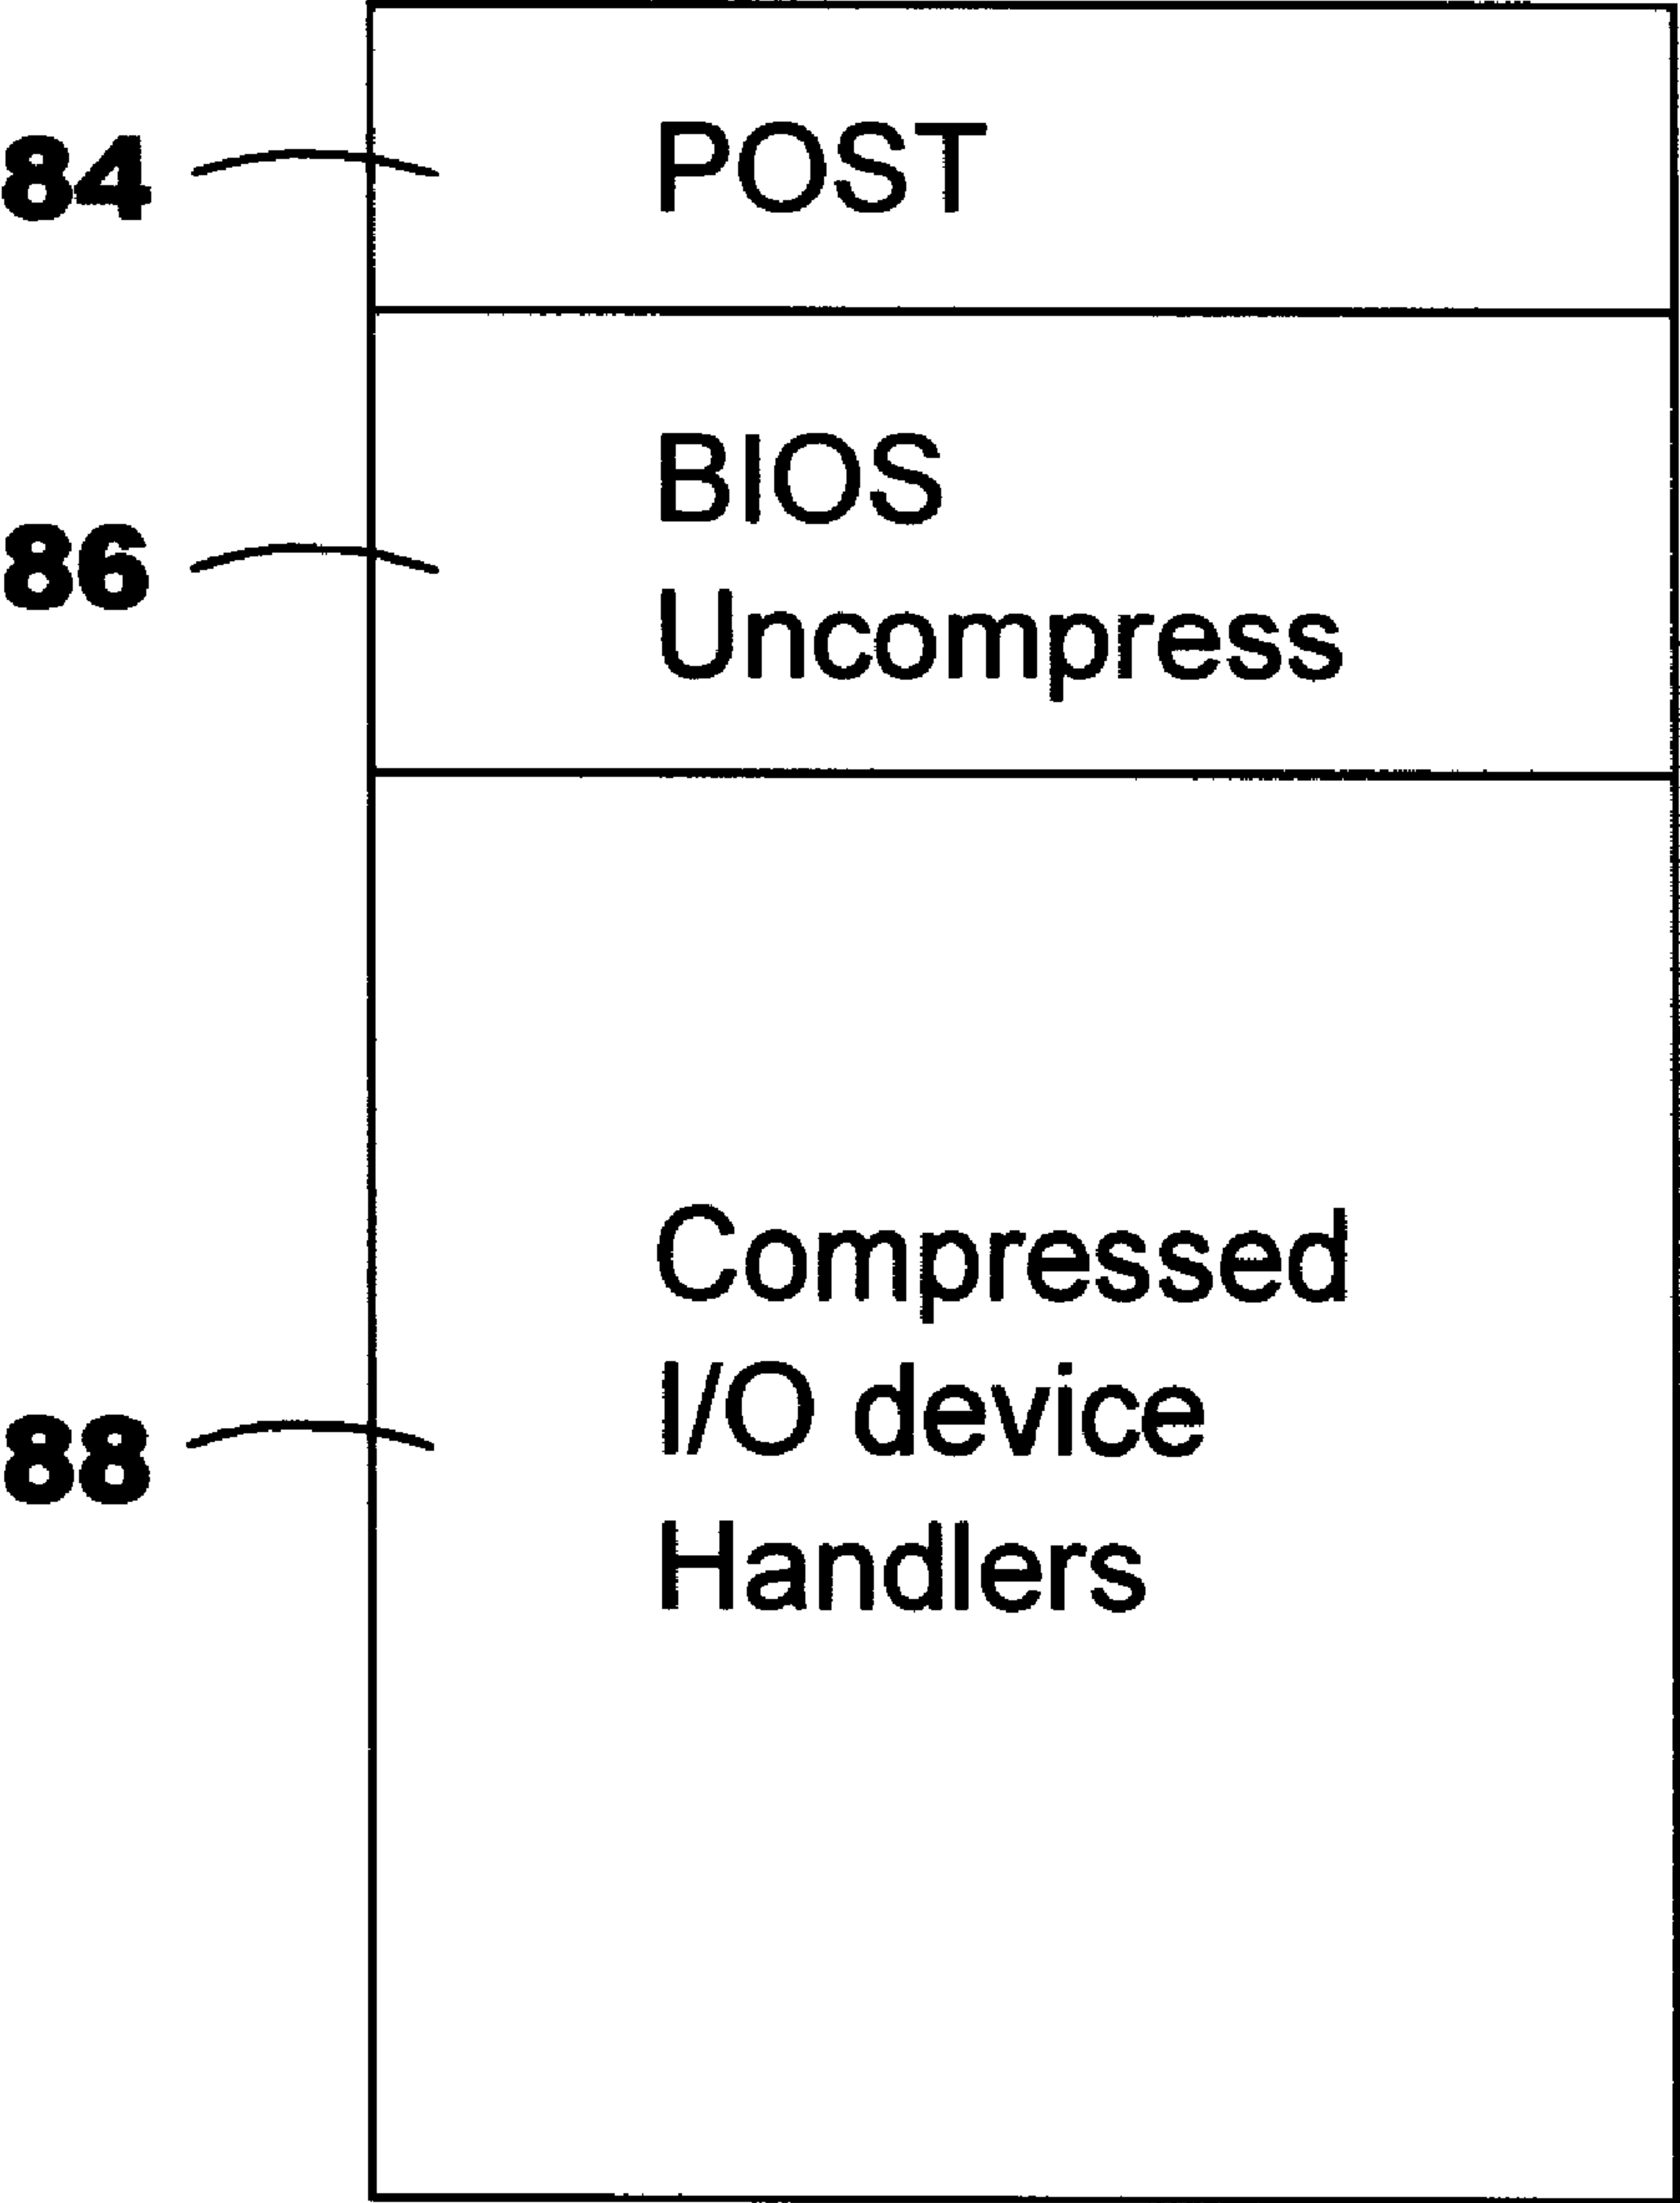 84
POST
86
BIOS
Uncompress
88
Compressed
I/O device
Handlers